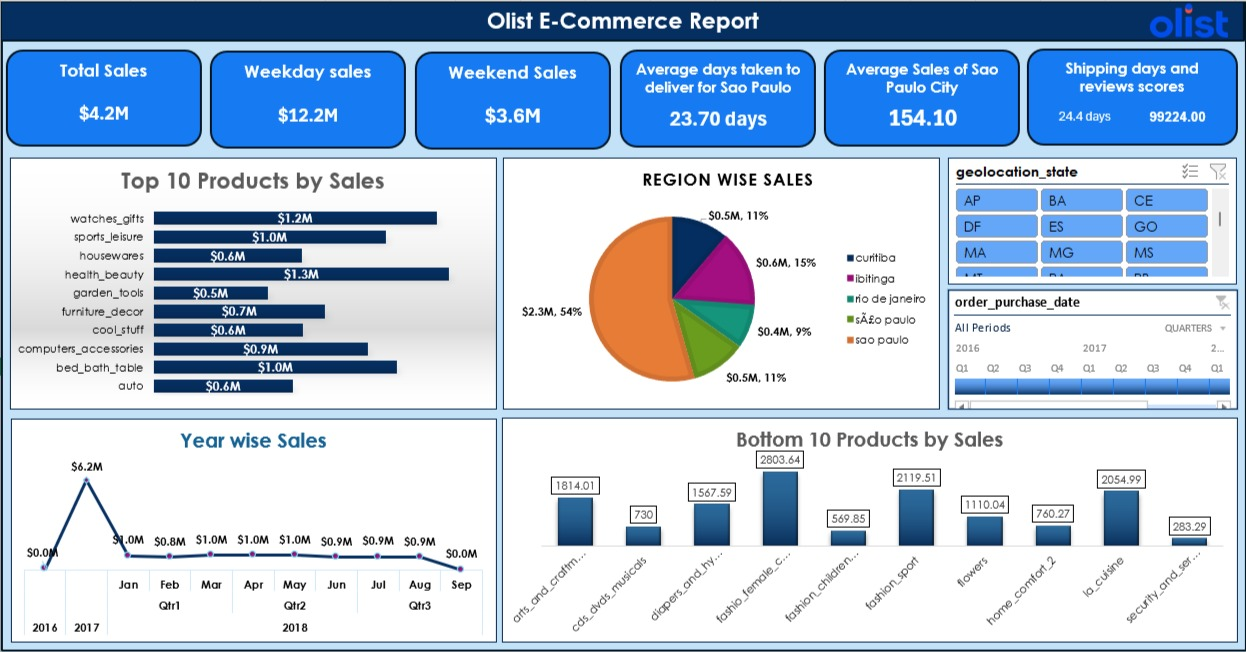 Olist E-Commerce Report
olist
Total Sales
$4.2M
Weekday sales
$12.2M
Weekend Sales
$3.6M
Average days taken to
deliver for Sao Paulo
23.70 days
Average Sales of Sao
Paulo City
154.10
Shipping days and
reviews scores
24.4 days 99224.00
Top 10 Products by Sales
watches_gifts $1.2M
sports_leisure $1.0M
housewares $0.6M
health_beauty $1.3M
garden_tools $0.5M
furniture_decor $0.7M
cool_stuff $0.6M
computers_accessories $0.9M
bed_bath_table $1.0M
auto $0.6M
REGION WISE SALES
$0.5M, 11%
$0.6M, 15%
$0.4M, 9%
$0.5M, 11%
$2.3M, 54%
curitiba
ibitinga
rio de janeiro
sÃ£o paulo
sao paulo
geolocation_state
AP BA CE
DF ES GO
MA MG MS
order_purchase_date
All Periods QUARTERS
2016 2017 2...
Q1 Q2 Q3 Q4 Q1 Q2 Q3 Q4 Q1
Year wise Sales
$6.2M
$0.0M $1.0M $0.8M $1.0M $1.0M $1.0M $0.9M $0.9M $0.9M $0.0M
Jan Feb Mar Apr May Jun Jul Aug Sep
Qtr1 Qtr2 Qtr3
2016 2017 2018
Bottom 10 Products by Sales
1814.01 730 1567.59 2803.64 569.85 2119.51 1110.04 760.27 2054.99 283.29
arts_and_craftm...
cds_dvds_musicals
diapers_and_hy...
fashio_female_c...
fashion_children...
fashion_sport
flowers
home_comfort_2
la_cuisine
security_and_ser...